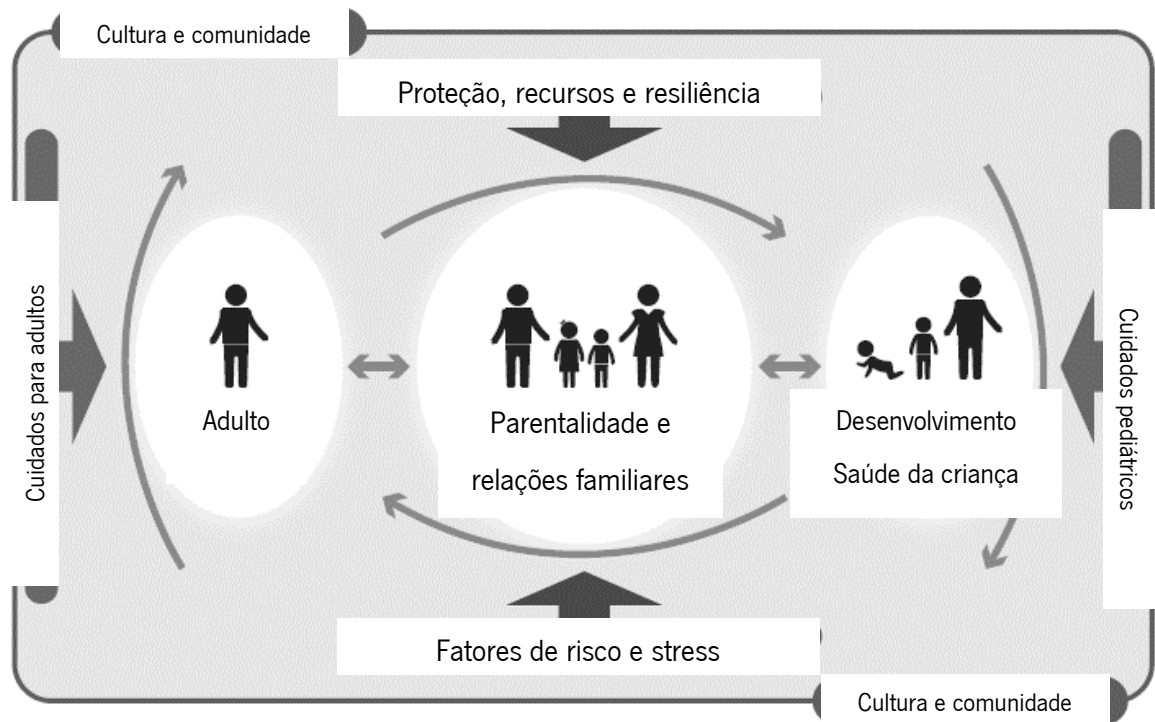 Cultura e comunidade
Proteção, recursos e resiliência
Cuidados para adultos
Adulto
Parentalidade e
relações familiares
Desenvolvimento
Saúde da criança
Cuidados pediátricos
Fatores de risco e stress
Cultura e comunidade